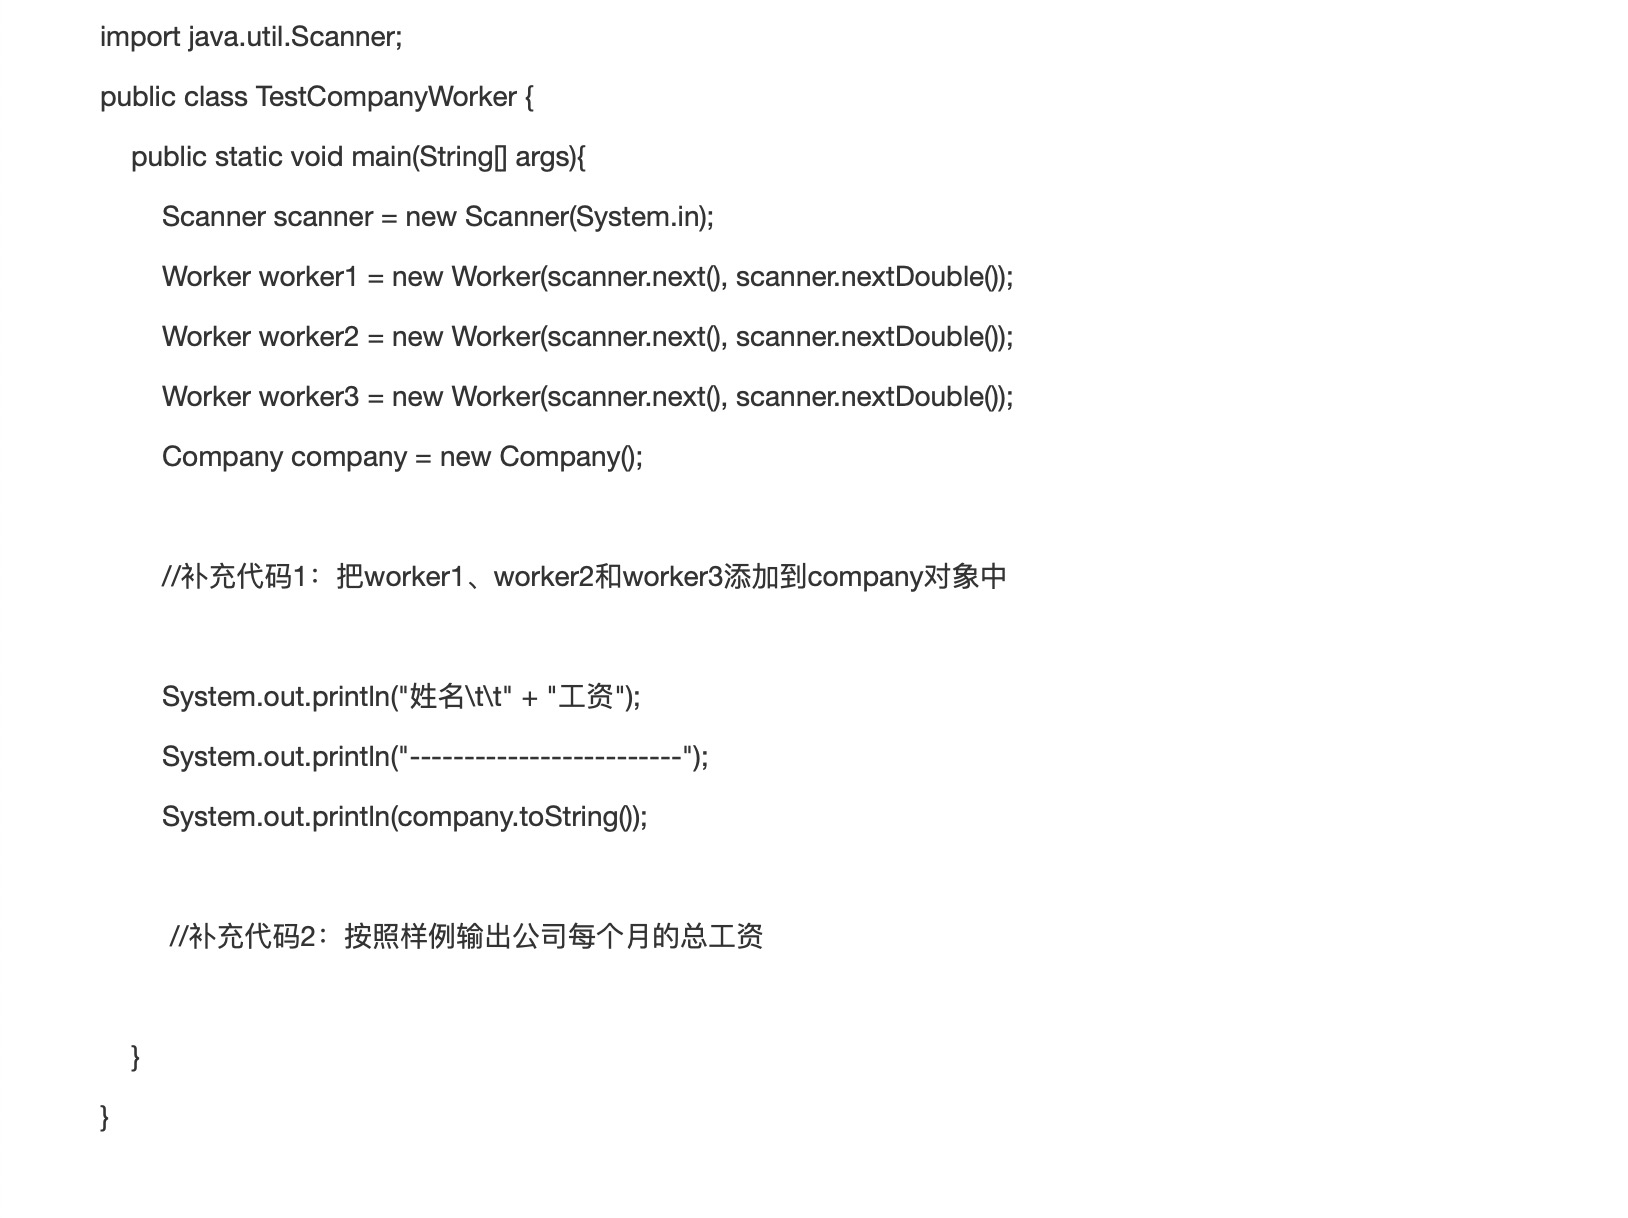 import java.util.Scanner;
public class TestCompanyWorker {
public static void main(String[] args){
Scanner scanner = new Scanner(System.in);
Worker worker1 = new Worker(scanner.next(), scanner.nextDouble());
Worker worker2 = new Worker(scanner.next(), scanner.nextDouble());
Worker worker3 = new Worker(scanner.next(), scanner.nextDouble());
Company company = new Company();
//补充代码1：把worker1、worker2和worker3添加到company对象中
System.out.println("姓名\t\t" + "工资");
System.out.println("-------------------------");
System.out.println(company.toString());
//补充代码2：按照样例输出公司每个月的总工资
}
}